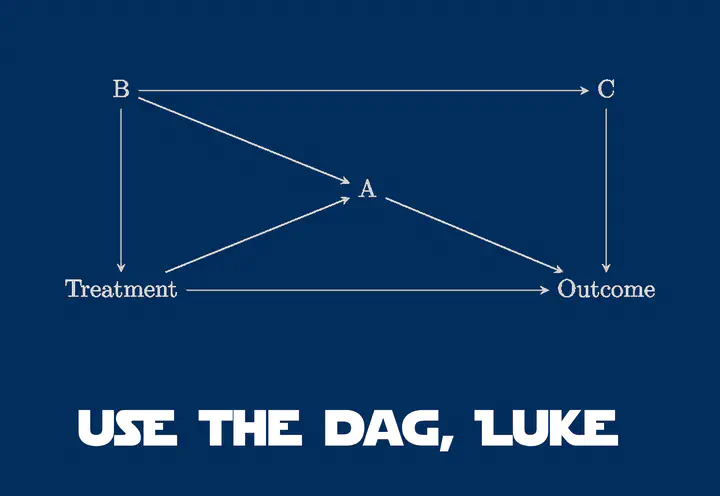 B C
A
Treatment Outcome
USE THE DAG, LUKE